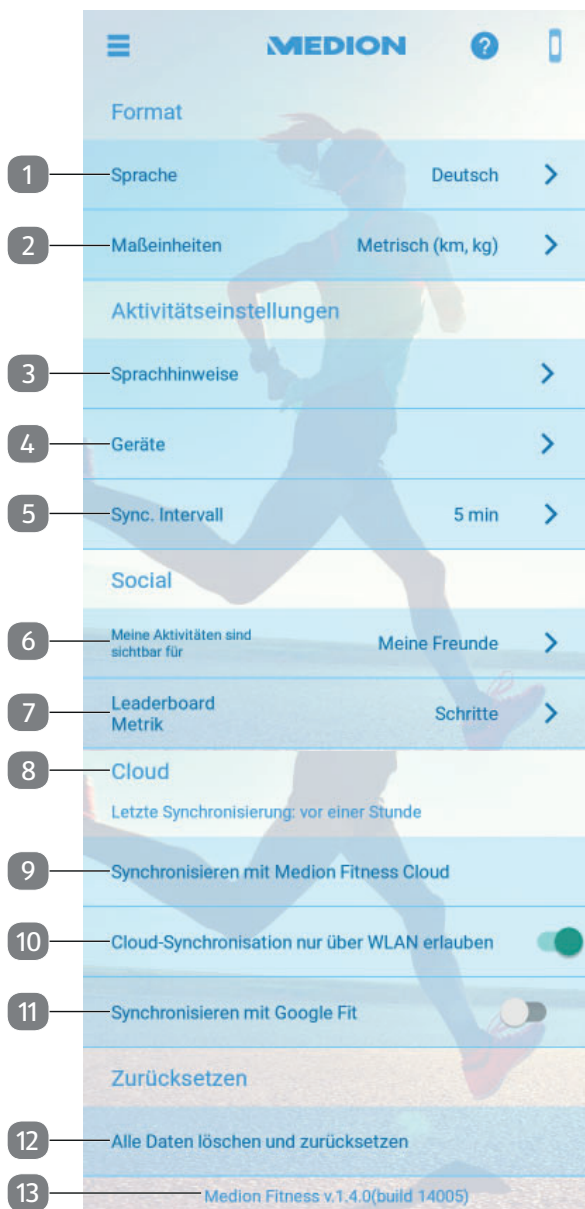 MEDION ?
Format
1 Sprache Deutsch
2 Maßeinheiten Metrisch (km, kg)
Aktivitätseinstellungen
3 Sprachhinweise
4 Geräte
5 Sync. Intervall 5 min
Social
6 Meine Aktivitäten sind
sichtbar für Meine Freunde
7 Leaderboard
Metrik Schritte
8 Cloud
Letzte Synchronisierung: vor einer Stunde
9 Synchronisieren mit Medion Fitness Cloud
10 Cloud-Synchronisation nur über WLAN erlauben
11 Synchronisieren mit Google Fit
Zurücksetzen
12 Alle Daten löschen und zurücksetzen
13 Medion Fitness v.1.4.0(build 14005)